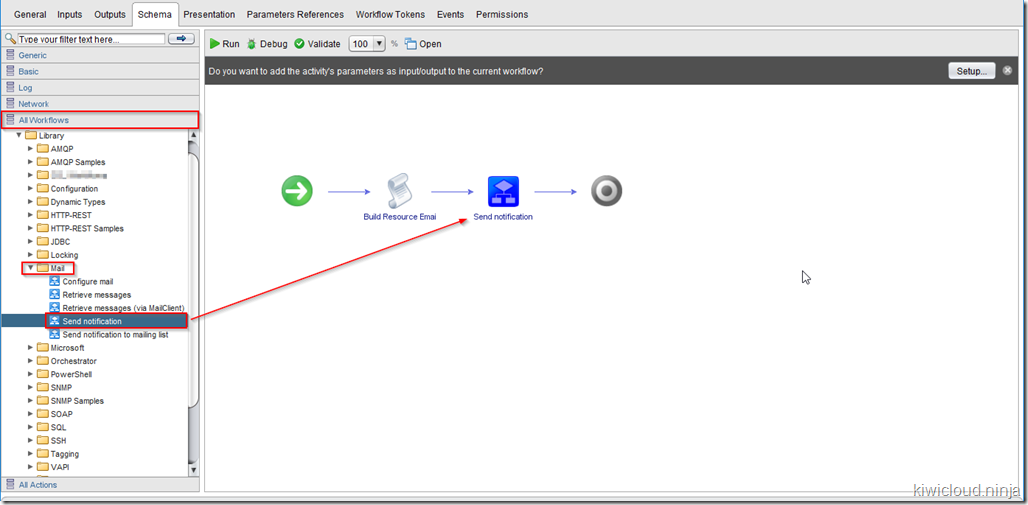 General Inputs Outputs Schema Presentation Parameters References Workflow Tokens Events Permissions
Type your filter text here...
Run Debug Validate 100 % Open
Generic
Do you want to add the activity's parameters as input/output to the current workflow? Setup...
Basic
Log
Network
All Workflows
Library
AMQP
AMQP Samples
Configuration
Dynamic Types
HTTP-REST
HTTP-REST Samples
JDBC
Locking
Mail
Configure mail
Retrieve messages
Retrieve messages (via MailClient)
Send notification
Send notification to mailing list
Microsoft
Orchestrator
PowerShell
SNMP
SNMP Samples
SOAP
SQL
SSH
Tagging
VAPI
All Actions
Build Resource Emai
Send notification
kiwicloud.ninja